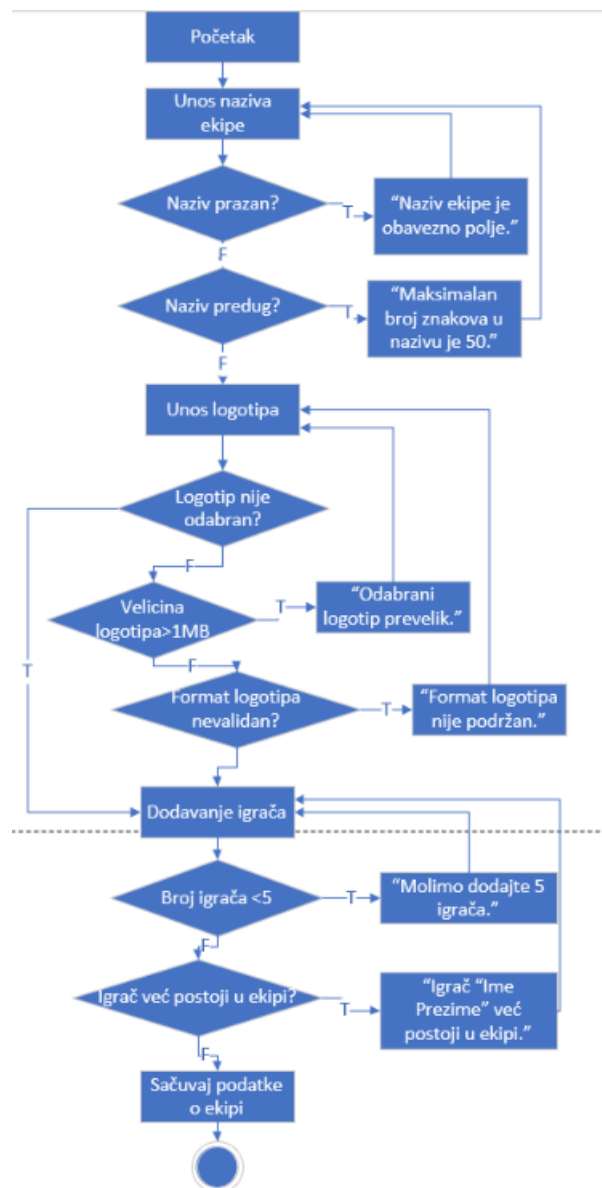 Početak
Unos naziva
ekipe
Naziv prazan?
T
“Naziv ekipe je
obavezno polje.”
F
Naziv predug?
T
“Maksimalan
broj znakova u
nazivu je 50.”
F
Unos logotipa
Logotip nije
odabran?
F
Velicina
logotipa>1MB
T
“Odabrani
logotip prevelik.”
T
F
Format logotipa
nevalidan?
T
“Format logotipa
nije podržan.”
Dodavanje igrača
Broj igrača <5
T
“Molimo dodajte 5
igrača.”
F
Igrač već postoji u ekipi?
T
“Igrač “Ime
Prezime” već
postoji u ekipi.”
F
Sačuvaj podatke
o ekipi